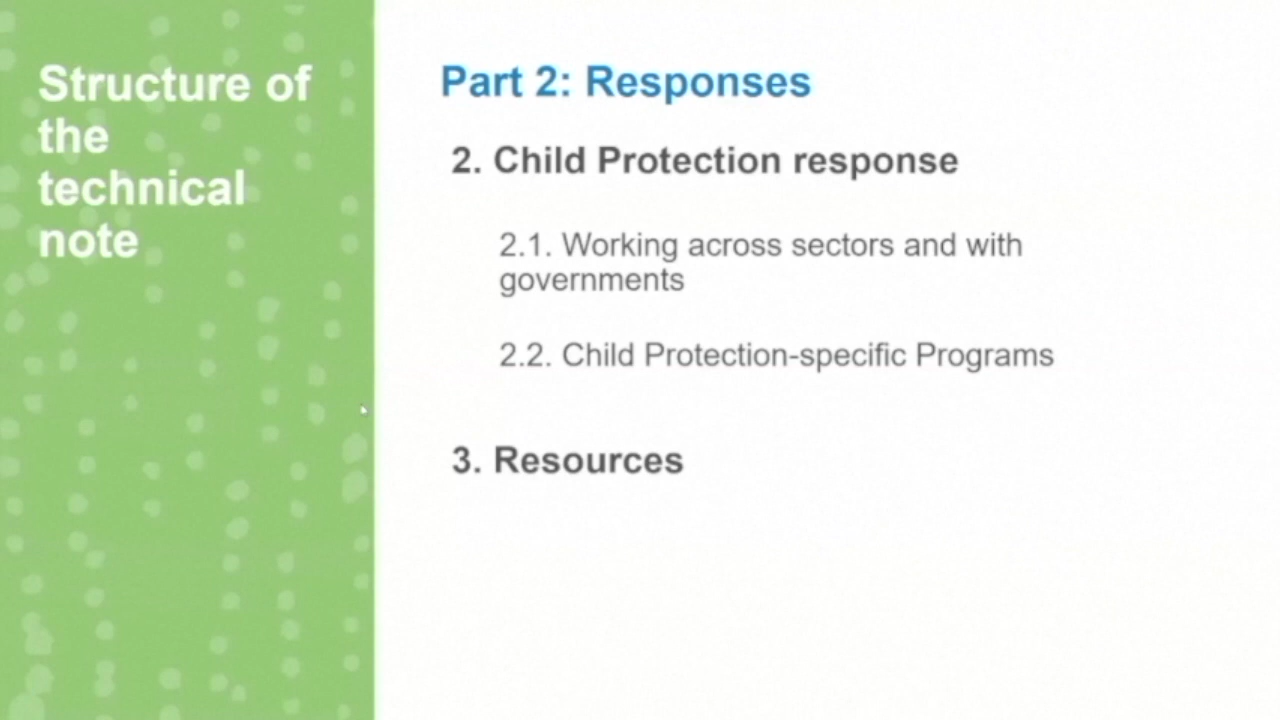 Structure of
the
technical
note
Part 2: Responses
2. Child Protection response
2.1. Working across sectors and with
governments
2.2. Child Protection-specific Programs
3. Resources